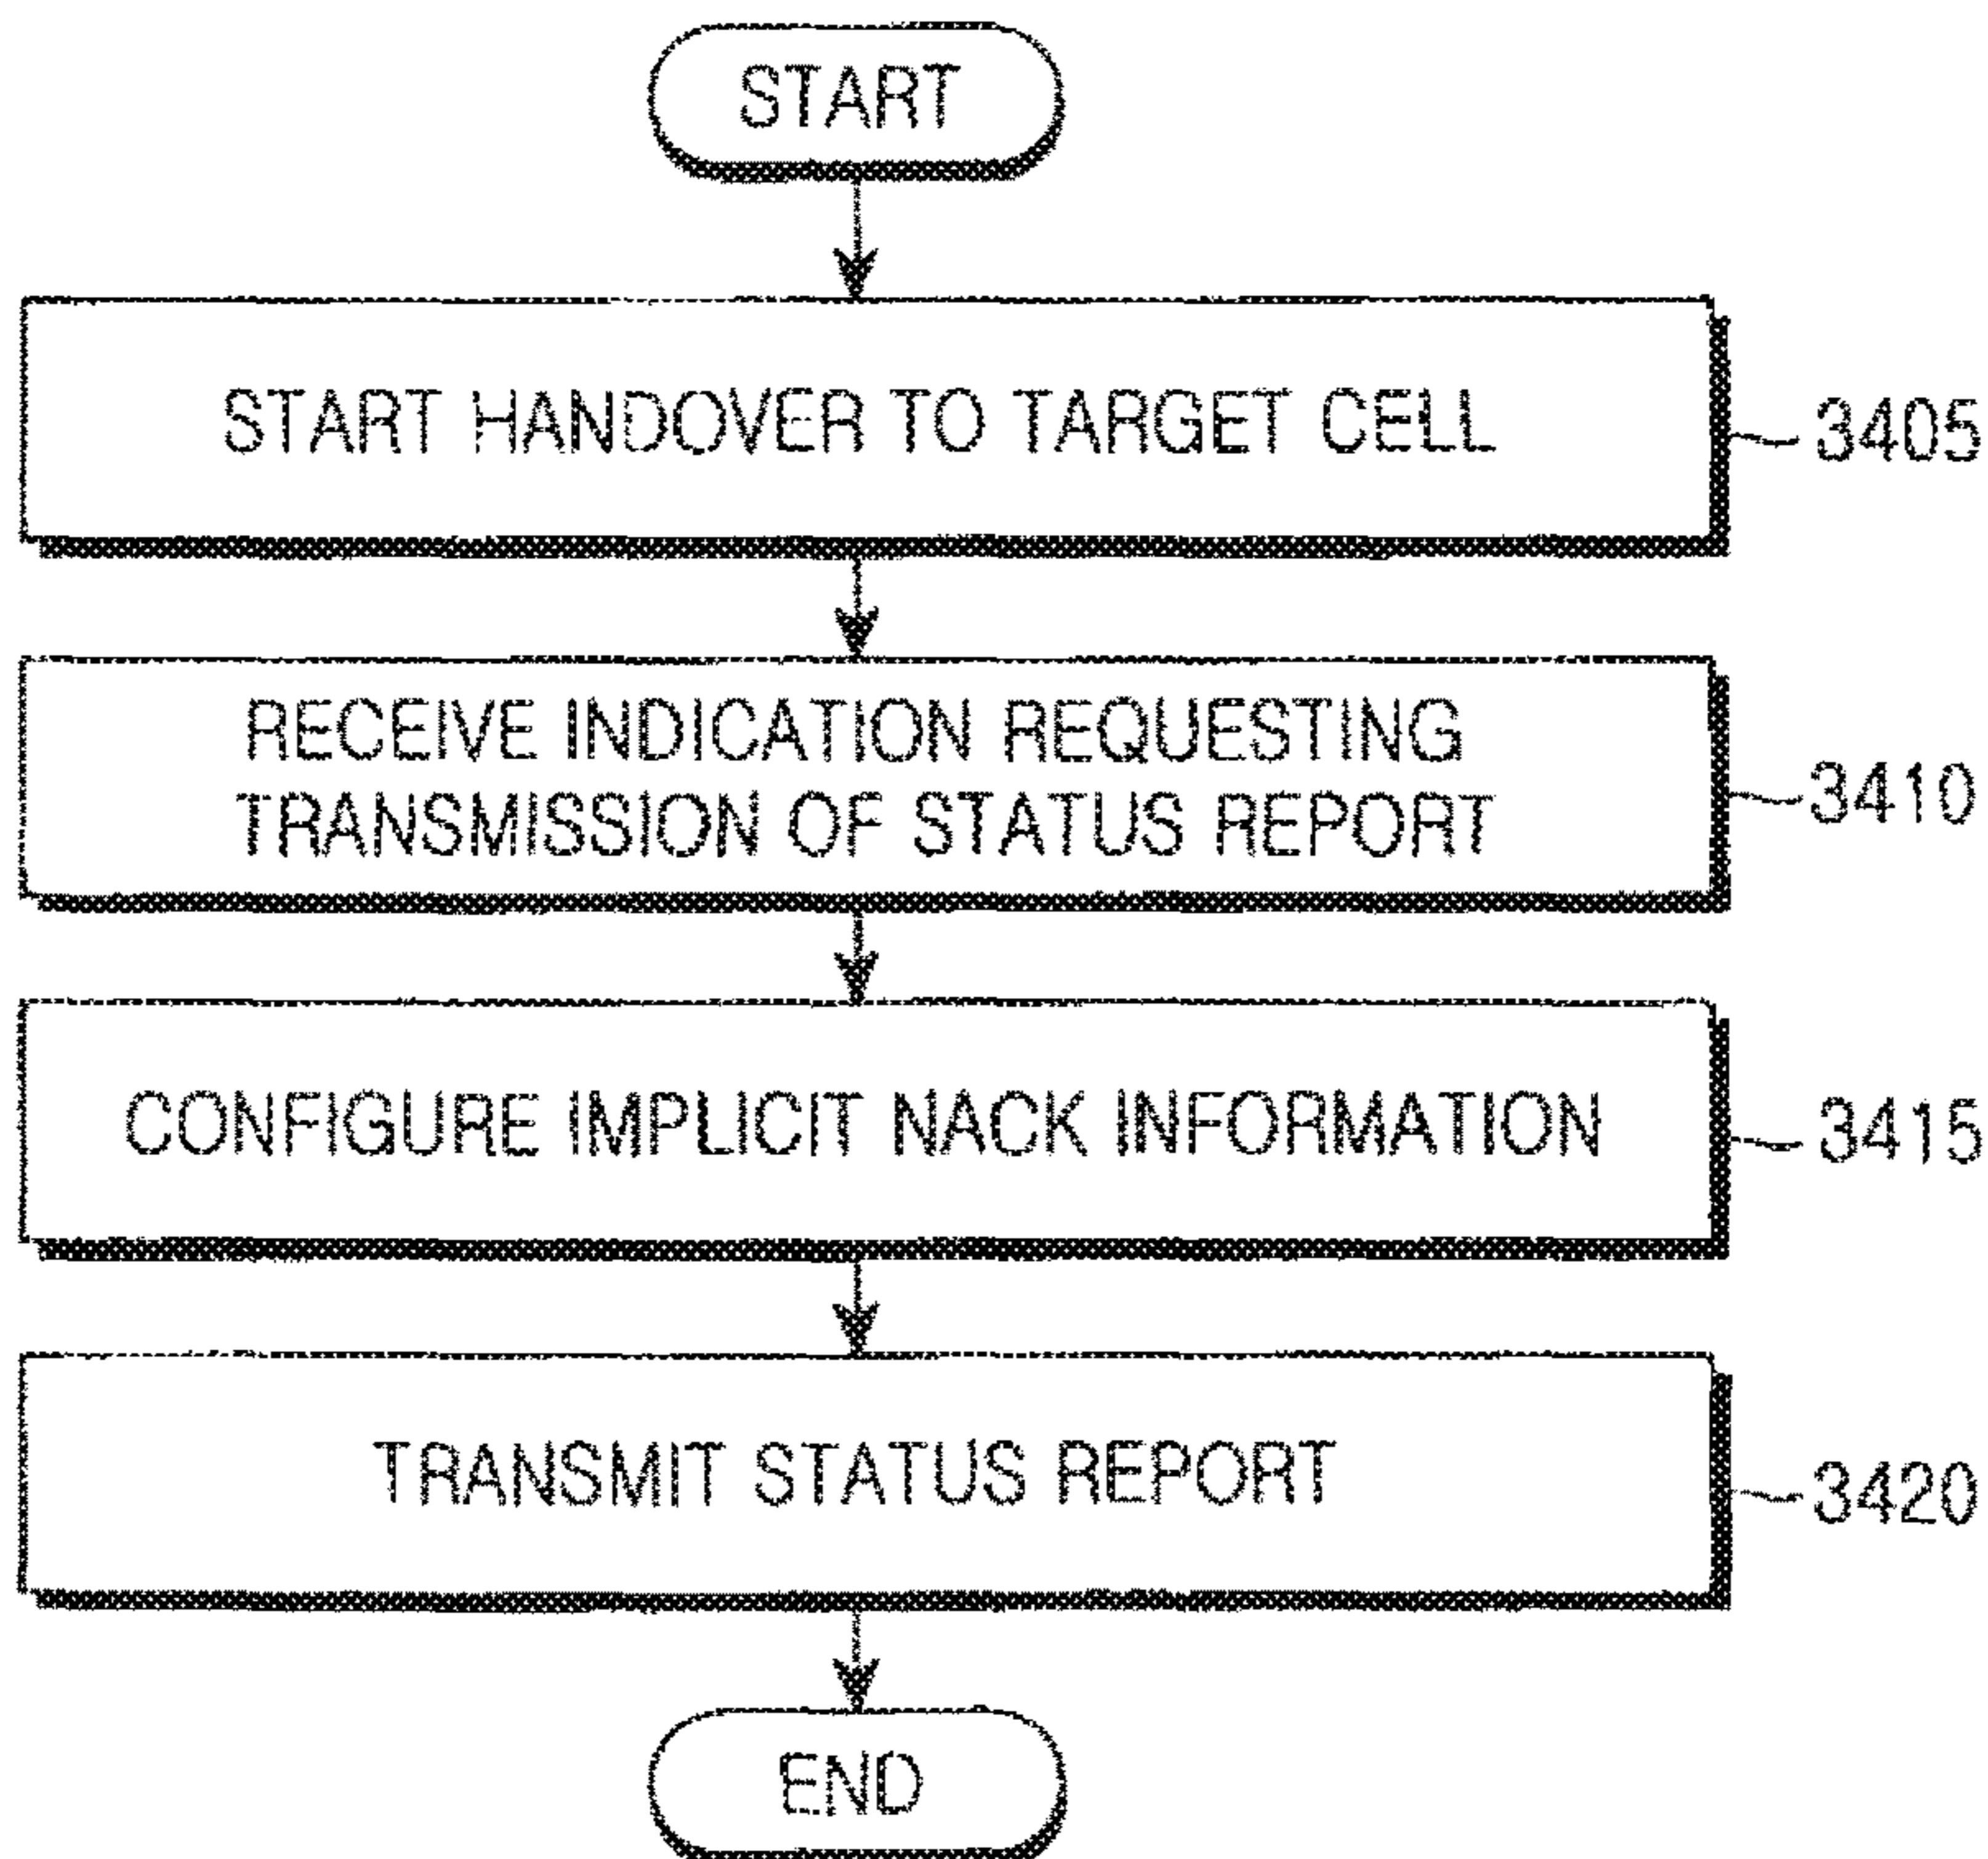 START
START HANDOVER TO TARGET CELL
3405
RECEIVE INDICATION REQUESTING
TRANSMISSION OF STATUS REPORT
3410
CONFIGURE IMPLICIT NACK INFORMATION
3415
TRANSMIT STATUS REPORT
3420
END